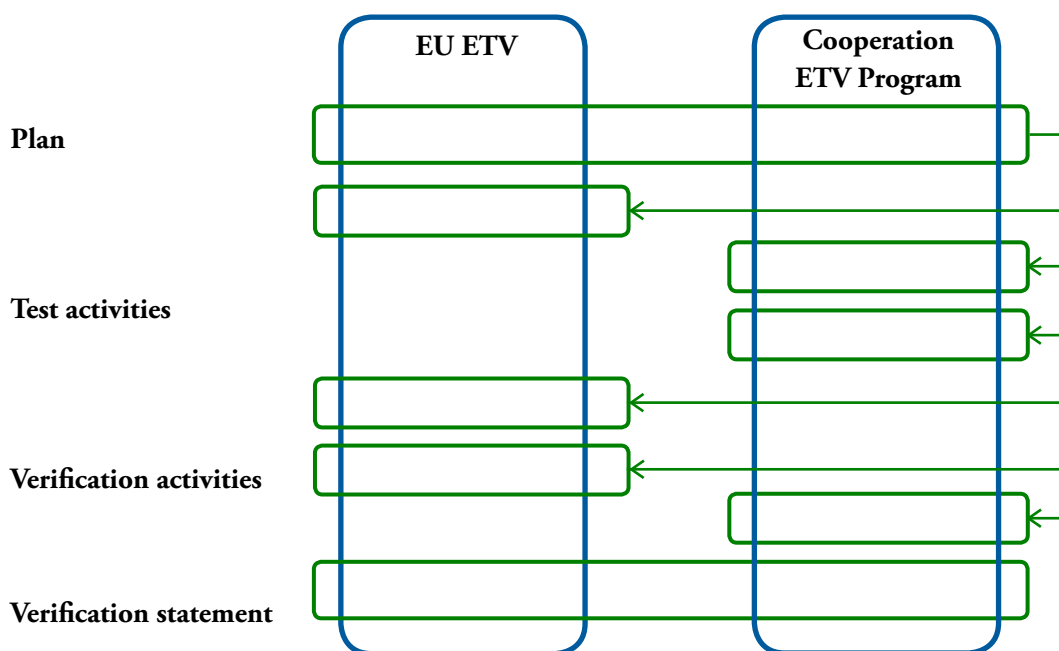 EU ETV
Cooperation
ETV Program
Plan
Test activities
Verification activities
Verification statement